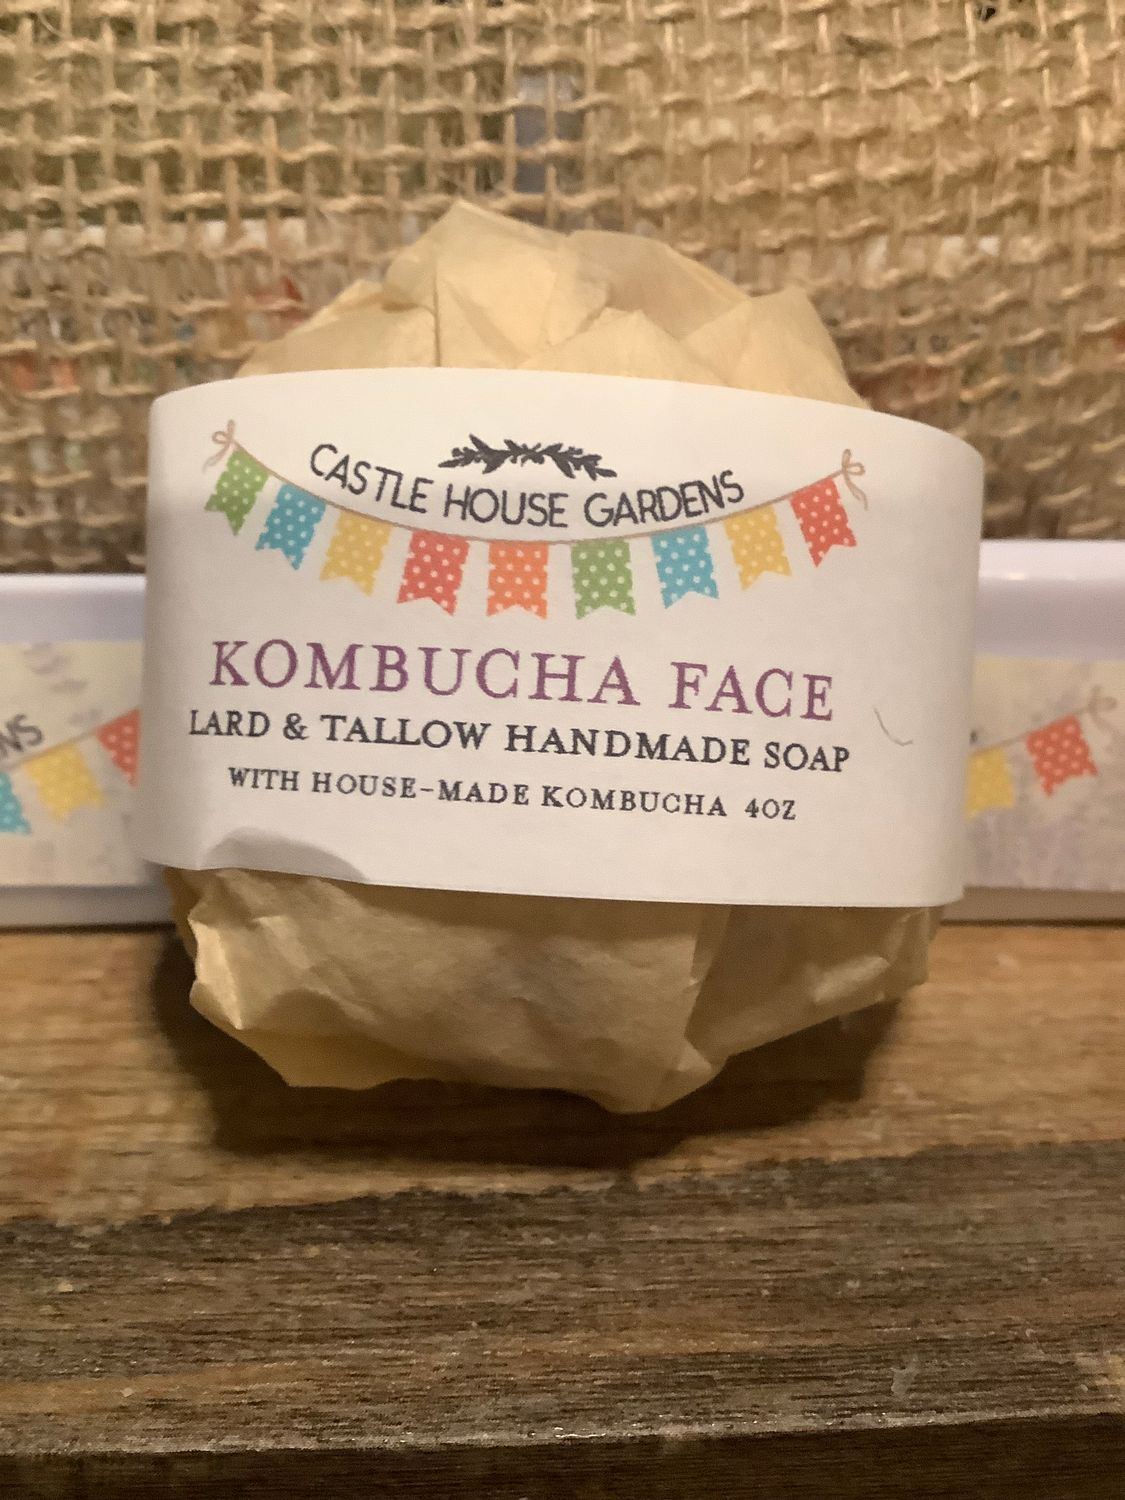 CASTLE HOUSE GARDENS
KOMBUCHA FACE
LARD & TALLOW HANDMADE SOAP
WITH HOUSE-MADE KOMBUCHA 4OZ